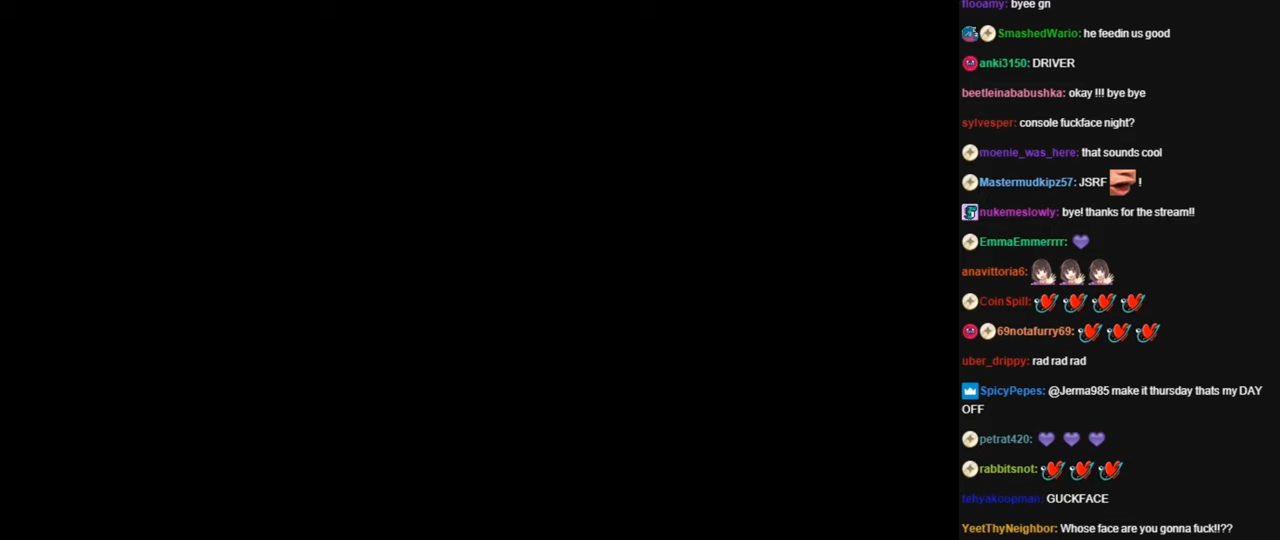 flooamy: byee gn
SmashedWario: he feedin us good
anki3150: DRIVER
beetleinababushka: okay !!! bye bye
sylvesper: console fuckface night?
moenie_was_here: that sounds cool
Mastermudkipz57: JSRF !
nukemeslowly: bye! thanks for the stream!!
EmmaEmmerrrr:
anavittoria6:
CoinSpill:
69notafurry69:
uber_drippy: rad rad rad
SpicyPepes: @Jerma985 make it thursday thats my DAY
OFF
petrat420:
rabbitsnot:
tehyakoopman: GUCKFACE
YeetThyNeighbor: Whose face are you gonna fuck!!??